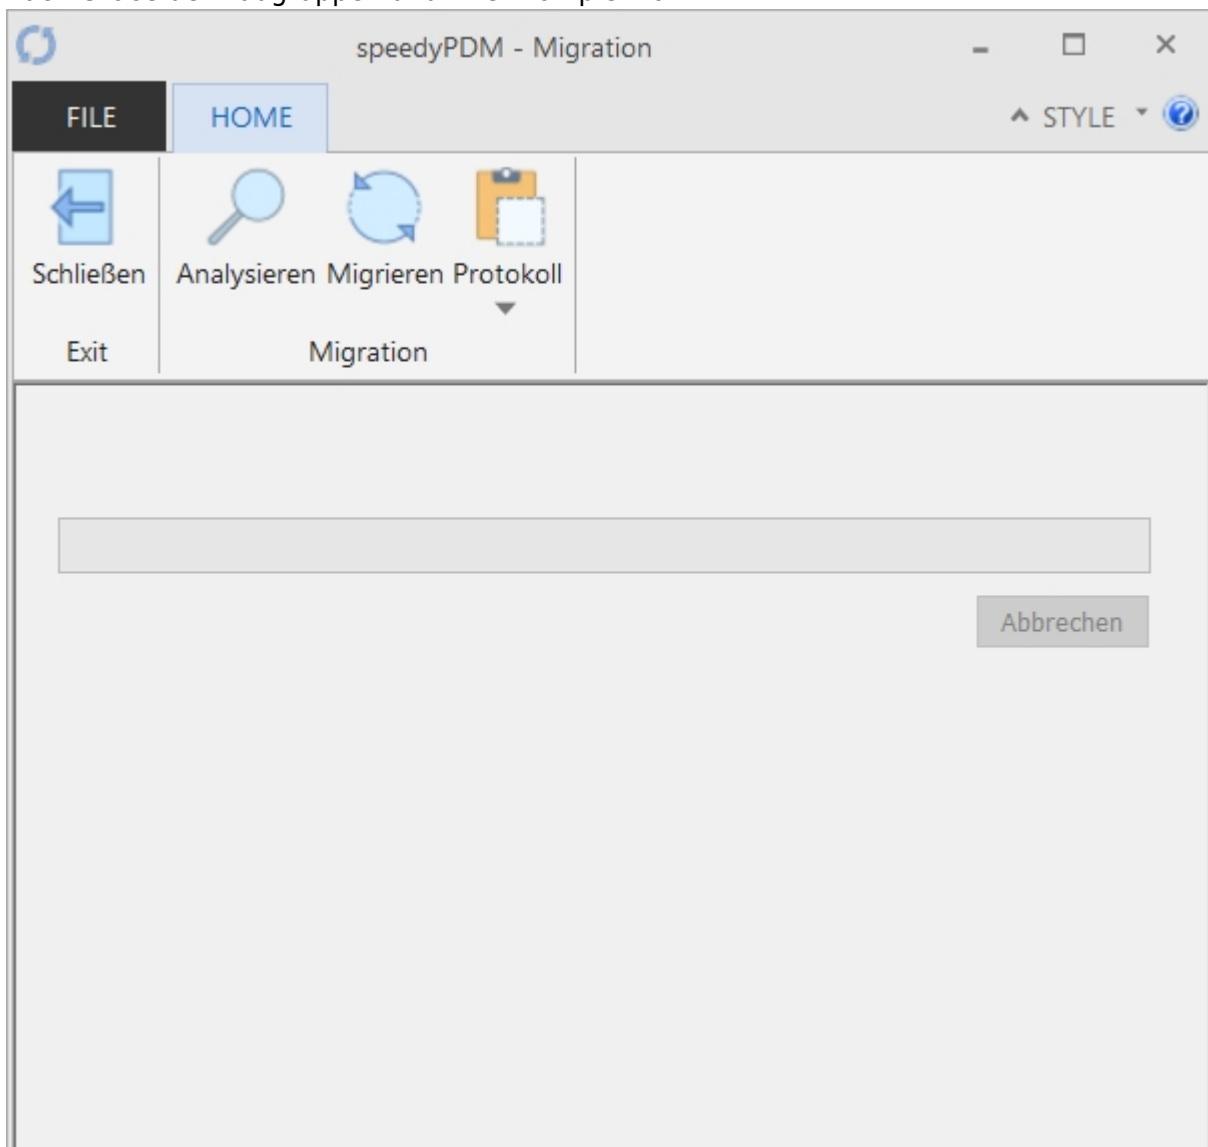 speedyPDM - Migration
FILE HOME STYLE
Schließen Analysieren Migrieren Protokoll
Exit Migration
Abbrechen